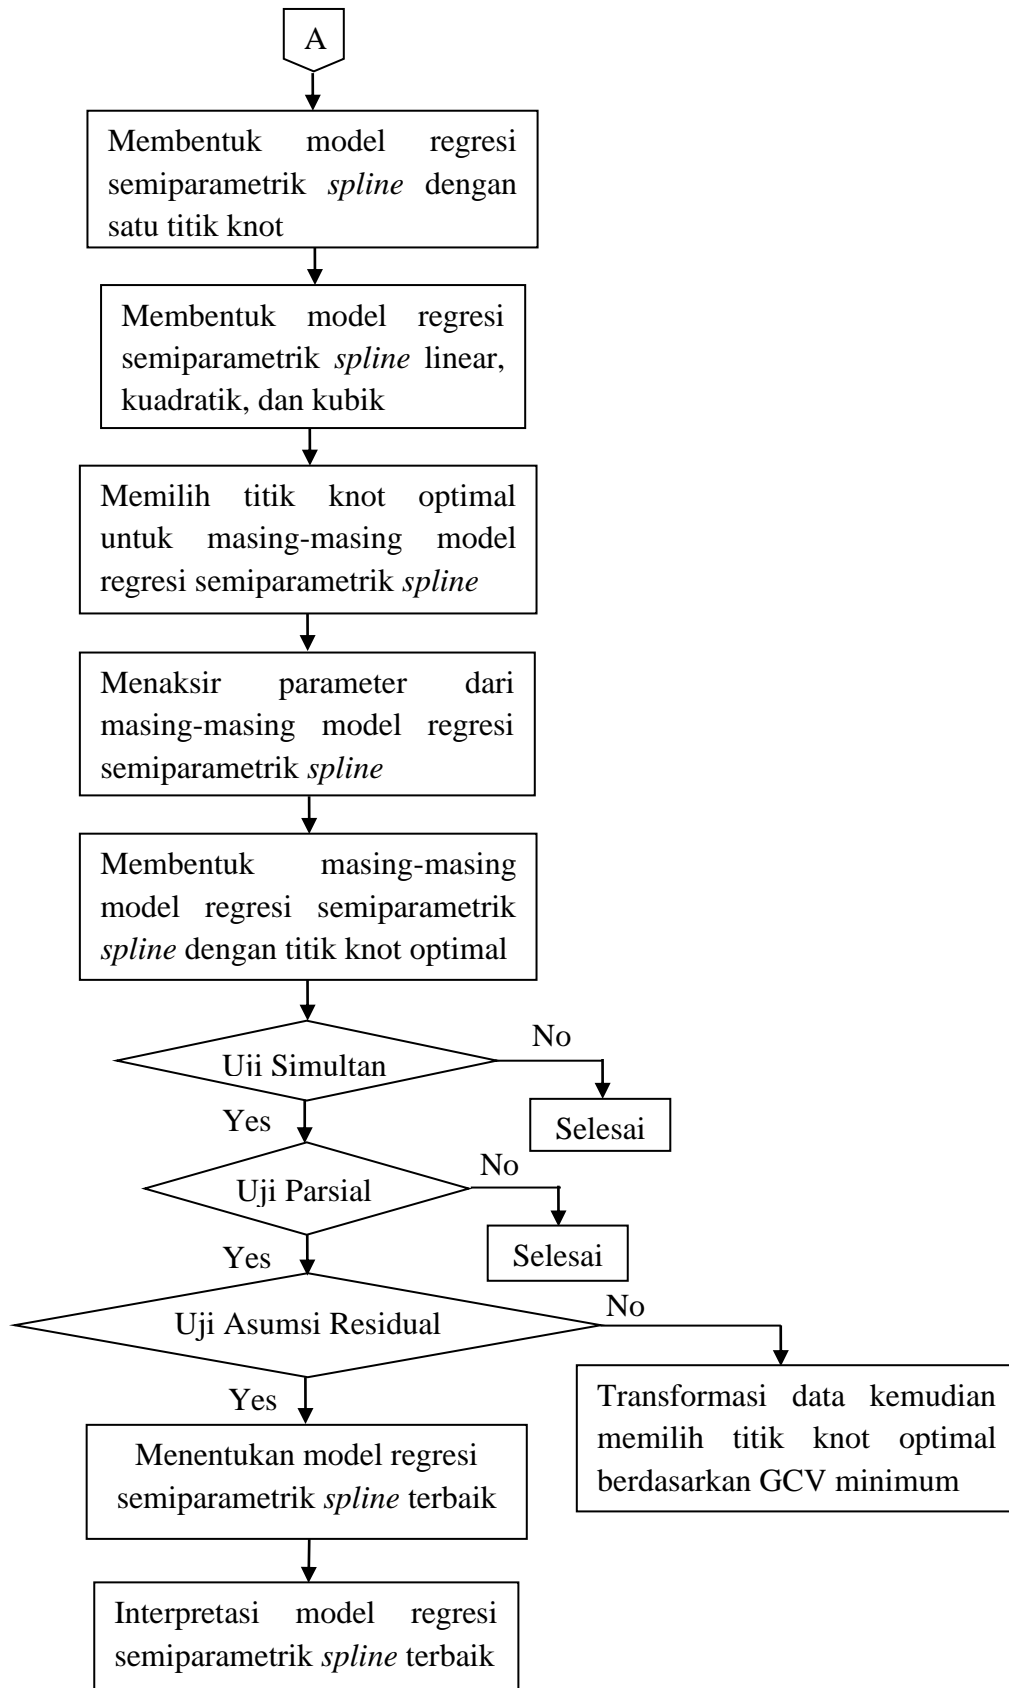 A
Membentuk model regresi
semiparametrik spline dengan
satu titik knot
Membentuk model regresi
semiparametrik spline linear,
kuadratik, dan kubik
Memilih titik knot optimal
untuk masing-masing model
regresi semiparametrik spline
Menaksir parameter dari
masing-masing model regresi
semiparametrik spline
Membentuk masing-masing
model regresi semiparametrik
spline dengan titik knot optimal
Uji Simultan
No
Selesai
Yes
Uji Parsial
No
Selesai
Yes
Uji Asumsi Residual
No
Transformasi data kemudian
memilih titik knot optimal
berdasarkan GCV minimum
Yes
Menentukan model regresi
semiparametrik spline terbaik
Interpretasi model regresi
semiparametrik spline terbaik